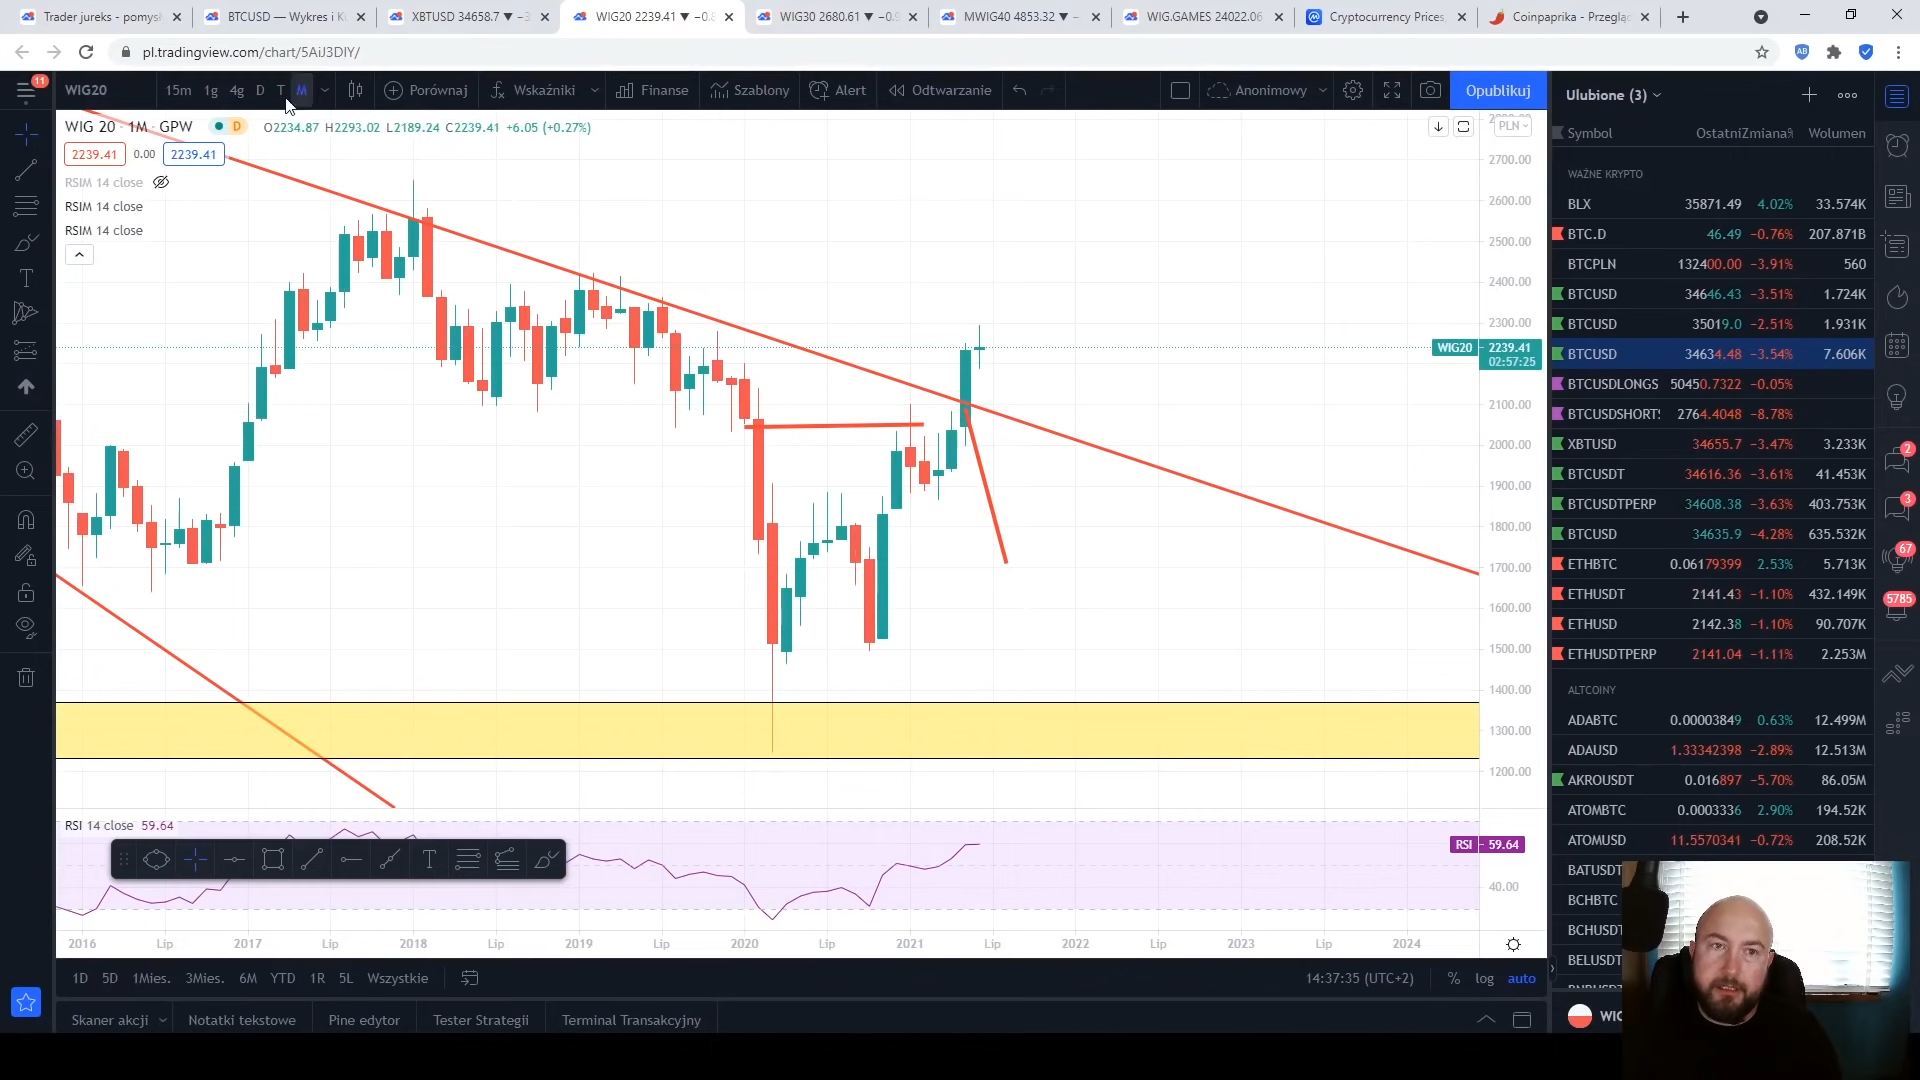 Trader jureks - pomysł
BTCUSD — Wykres i K
XBTUSD 34658.7 ▼ −3
WIG20 2239.41 ▼ −0.8
WIG30 2680.61 ▼ −0.9
MWIG40 4853.32 ▼ −
WIG.GAMES 24022.06
Cryptocurrency Prices,
Coinpaprika - Przegląd
pl.tradingview.com/chart/5AiJ3DIY/
11
WIG20
15m 1g 4g D T M
Porównaj
Wskaźniki
Finanse
Szablony
Alert
Odtwarzanie
Anonimowy
Opublikuj
WIG 20 · 1M · GPW D O2234.87 H2293.02 L2189.24 C2239.41 +6.05 (+0.27%)
2239.41 0.00 2239.41
RSIM 14 close
RSIM 14 close
RSIM 14 close
PLN
2700.00
2600.00
2500.00
2400.00
2300.00
WIG20 2239.41
02:57:25
2100.00
2000.00
1900.00
1800.00
1700.00
1600.00
1500.00
1400.00
1300.00
1200.00
RSI 14 close 59.64
RSI 59.64
40.00
2016 Lip 2017 Lip 2018 Lip 2019 Lip 2020 Lip 2021 Lip 2022 Lip 2023 Lip 2024
1D 5D 1Mies. 3Mies. 6M YTD 1R 5L Wszystkie
14:37:35 (UTC+2) % log auto
Skaner akcji Notatki tekstowe Pine edytor Tester Strategii Terminal Transakcyjny
Ulubione (3)
Symbol Ostatni Zmiana% Wolumen
WAŻNE KRYPTO
BLX 35871.49 4.02% 33.574K
BTC.D 46.49 −0.76% 207.871B
BTCPLN 132400.00 −3.91% 560
BTCUSD 34646.43 −3.51% 1.724K
BTCUSD 35019.0 −2.51% 1.931K
BTCUSD 34634.48 −3.54% 7.606K
BTCUSDLONGS 50450.7322 −0.05%
BTCUSDSHORTS 2764.4048 −8.78%
XBTUSD 34655.7 −3.47% 3.233K
BTCUSDT 34616.36 −3.61% 41.453K
BTCUSDTPERP 34608.38 −3.63% 403.753K
BTCUSD 34635.9 −4.28% 635.532K
ETHBTC 0.06179399 2.53% 5.713K
ETHUSDT 2141.43 −1.10% 432.149K
ETHUSD 2142.38 −1.10% 90.707K
ETHUSDTPERP 2141.04 −1.11% 2.253M
ALTCOINY
ADABTC 0.00003849 0.63% 12.499M
ADAUSD 1.33342398 −2.89% 12.513M
AKROUSDT 0.016897 −5.70% 86.05M
ATOMBTC 0.0003336 2.90% 194.52K
ATOMUSD 11.5570341 −0.72% 208.52K
BATUSDT
BCHBTC
BCHUSDT
BELUSDT
WIG
2
3
67
5785